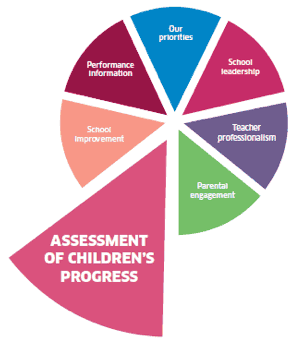 Our
priorities
School
leadership
Teacher
professionalism
Parental
engagement
ASSESSMENT
OF CHILDREN'S
PROGRESS
School
improvement
Performance
information